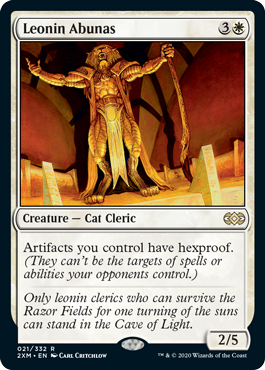 Leonin Abunas 3
Creature — Cat Cleric
Artifacts you control have hexproof.
(They can't be the targets of spells or
abilities your opponents control.)
Only leonin clerics who can survive the
Razor Fields for one turning of the suns
can stand in the Cave of Light.
2/5
021/332 R
2XM • EN Carl Critchlow
™ & © 2020 Wizards of the Coast